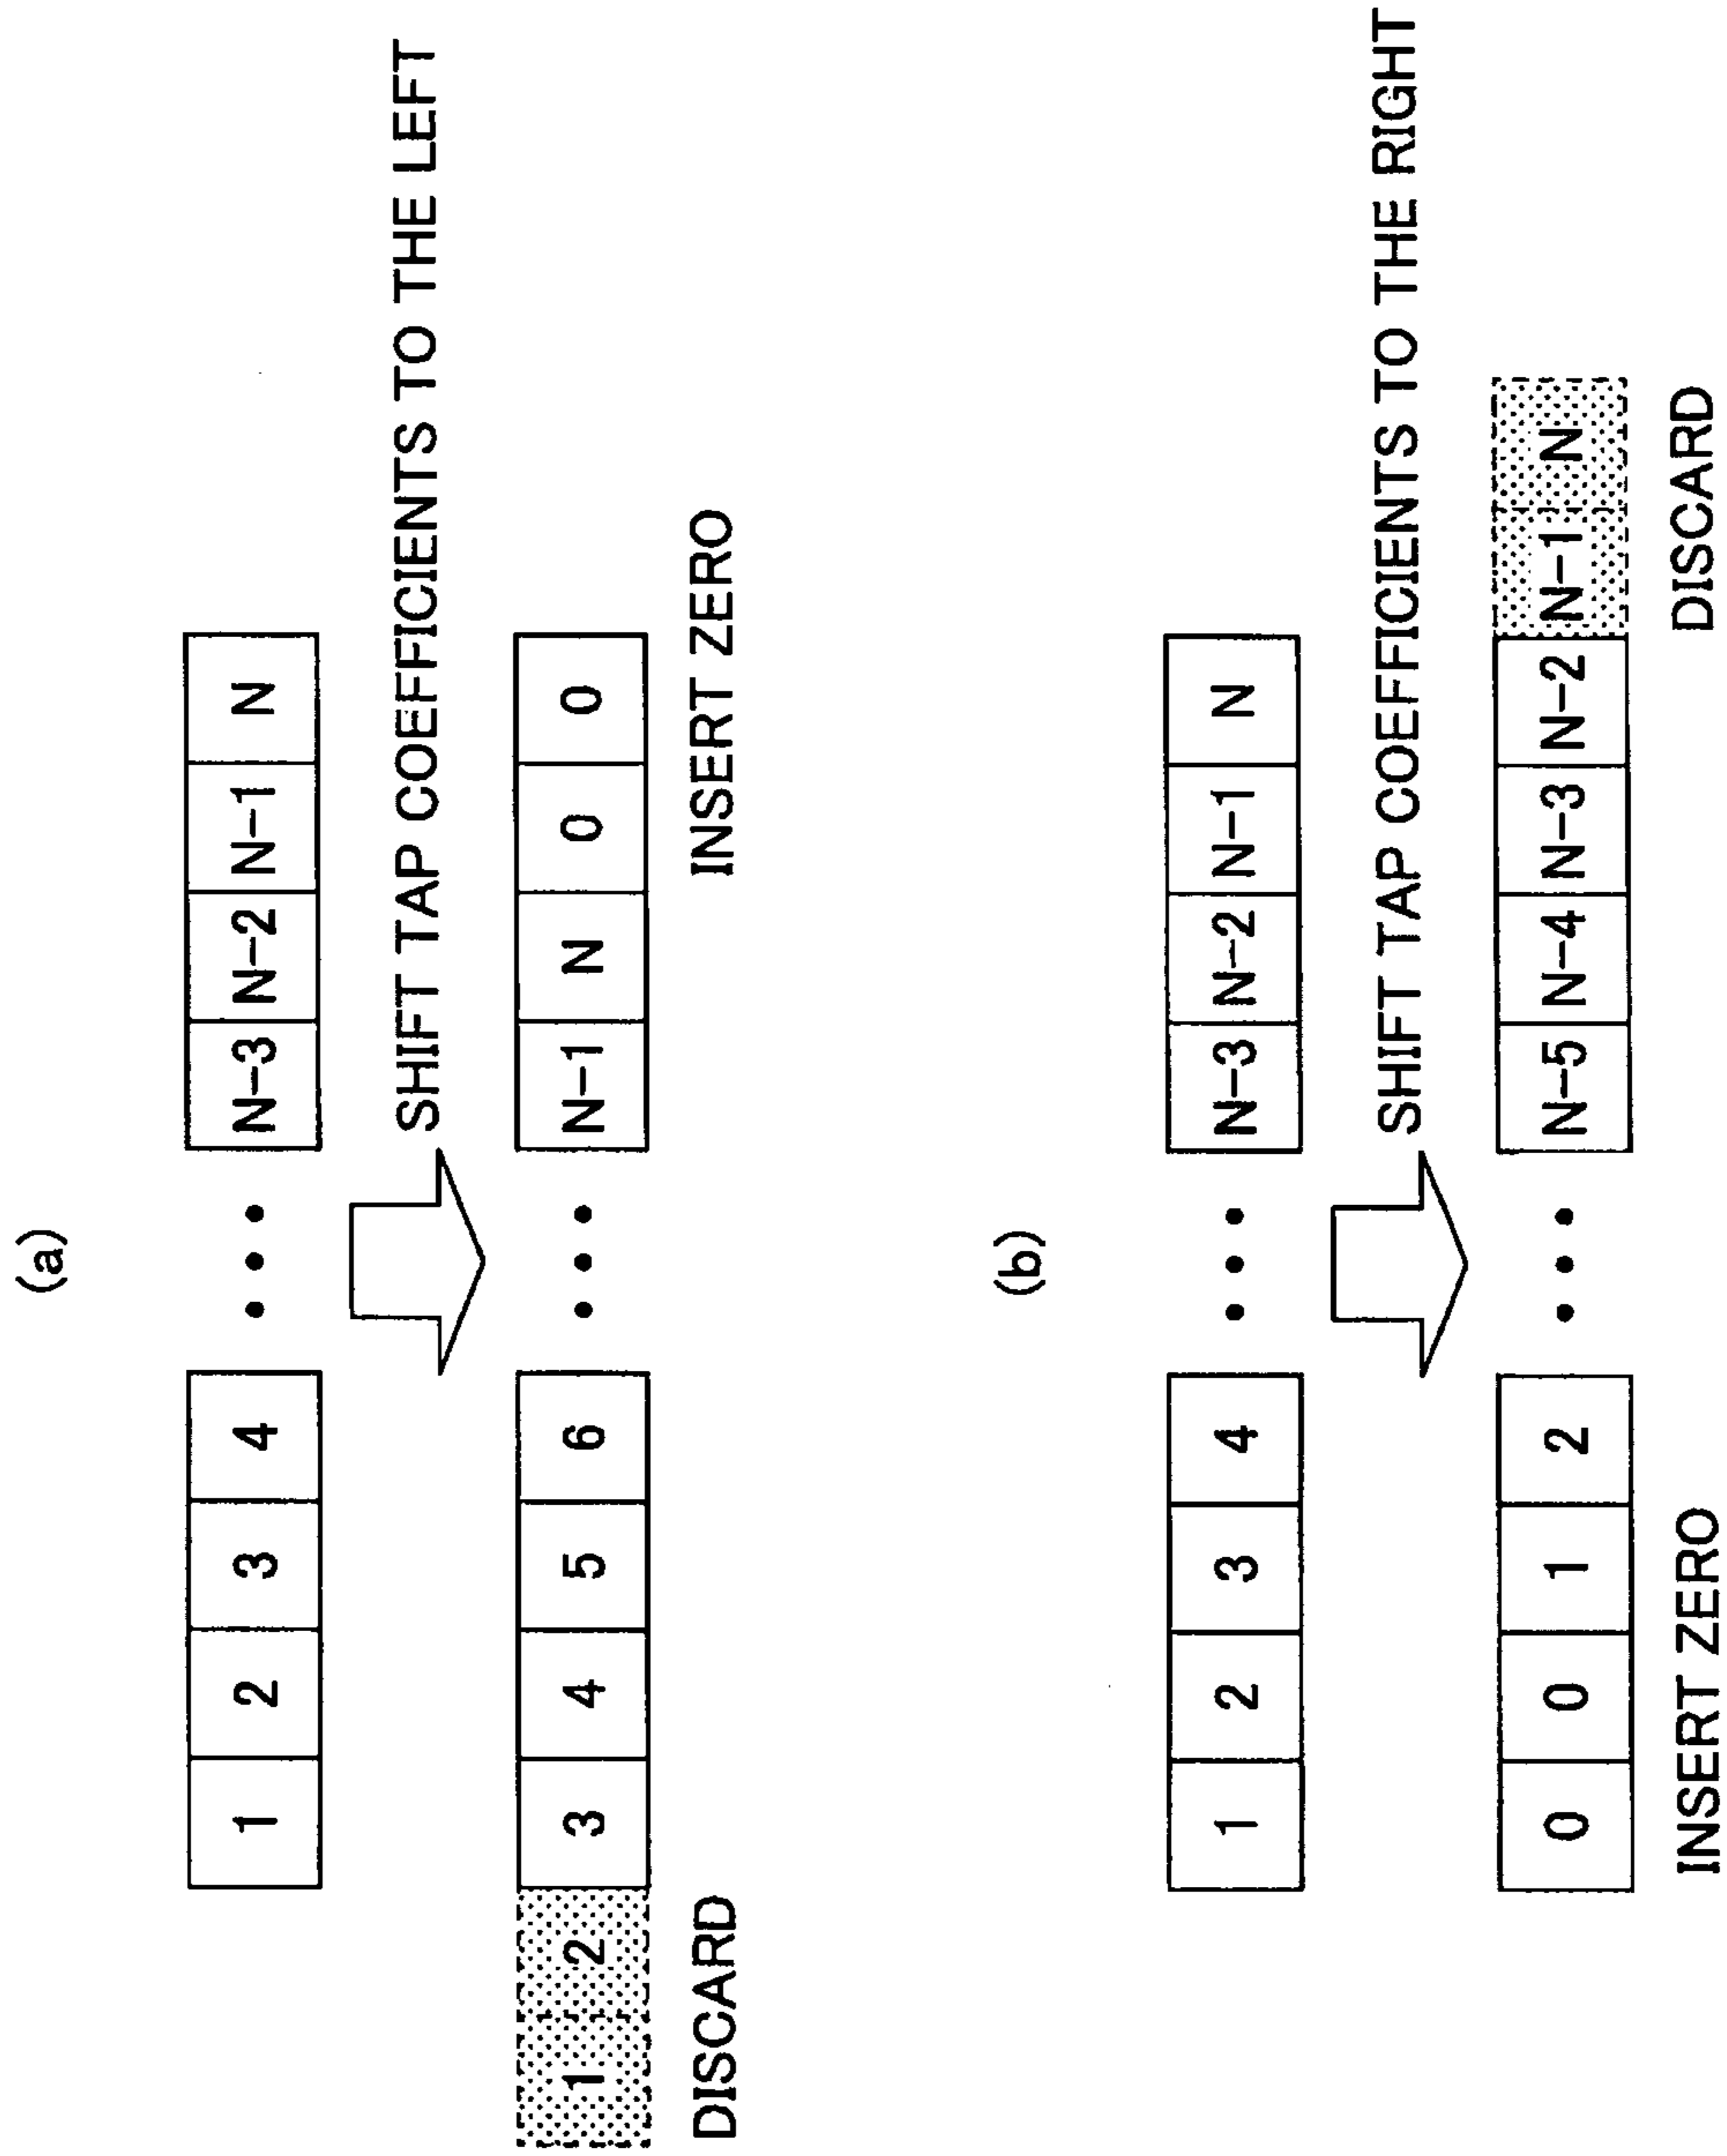 (a)
1 2 3 4 • • • N-3 N-2 N-1 N
SHIFT TAP COEFFICIENTS TO THE LEFT
1 2 3 4 5 6 • • • N-1 N 0 0
DISCARD INSERT ZERO
(b)
1 2 3 4 • • • N-3 N-2 N-1 N
SHIFT TAP COEFFICIENTS TO THE RIGHT
0 0 1 2 • • • N-5 N-4 N-3 N-2 N-1 N
INSERT ZERO DISCARD